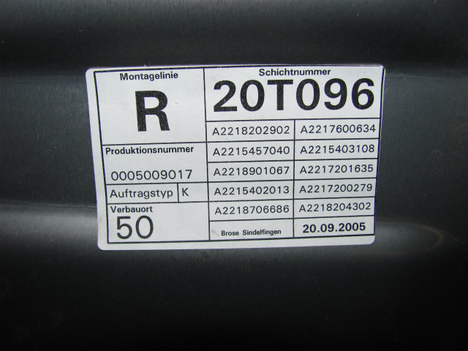 Montagelinie
R
Schichtnummer
20T096
A2218202902 A2217600634
A2215457040 A2215403108
A2218901067 A2217201635
A2215402013 A2217200279
A2218706686 A2218204302
Produktionsnummer
0005009017
Auftragstyp K
Verbauort
50
Brose Sindelfingen 20.09.2005